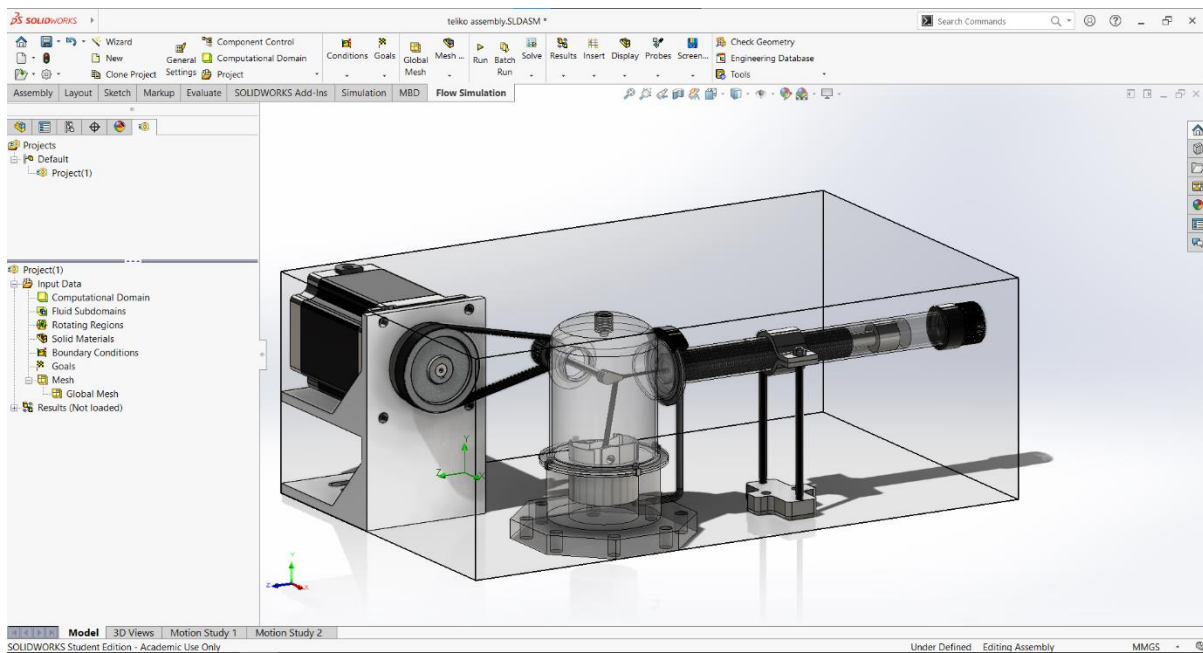 SOLIDWORKS
teliko assembly.SLDASM *
Search Commands
Wizard
New
Clone Project
General Settings
Component Control
Computational Domain
Project
Conditions
Goals
Global Mesh
Mesh ...
Run
Batch Run
Solve
Results
Insert
Display
Probes
Screen...
Check Geometry
Engineering Database
Tools
Assembly
Layout
Sketch
Markup
Evaluate
SOLIDWORKS Add-Ins
Simulation
MBD
Flow Simulation
Projects
Default
Project(1)
Project(1)
Input Data
Computational Domain
Fluid Subdomains
Rotating Regions
Solid Materials
Boundary Conditions
Goals
Mesh
Global Mesh
Results (Not loaded)
Y
Z
X
Y
Z
X
Model
3D Views
Motion Study 1
Motion Study 2
SOLIDWORKS Student Edition - Academic Use Only
Under Defined
Editing Assembly
MMGS